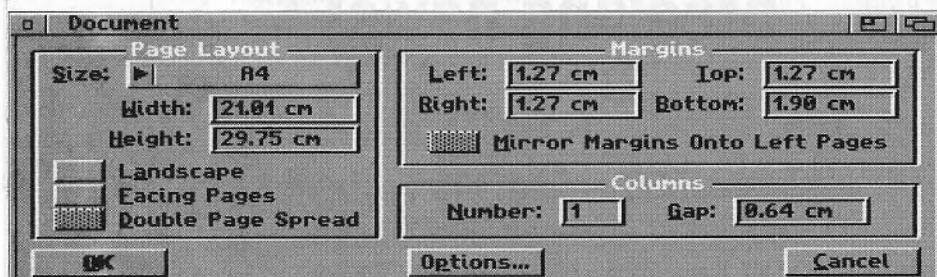 Document
Page Layout
Size: A4
Width: 21.01 cm
Height: 29.75 cm
Landscape
Facing Pages
Double Page Spread
Margins
Left: 1.27 cm Top: 1.27 cm
Right: 1.27 cm Bottom: 1.90 cm
Mirror Margins Onto Left Pages
Columns
Number: 1 Gap: 0.64 cm
OK Options... Cancel